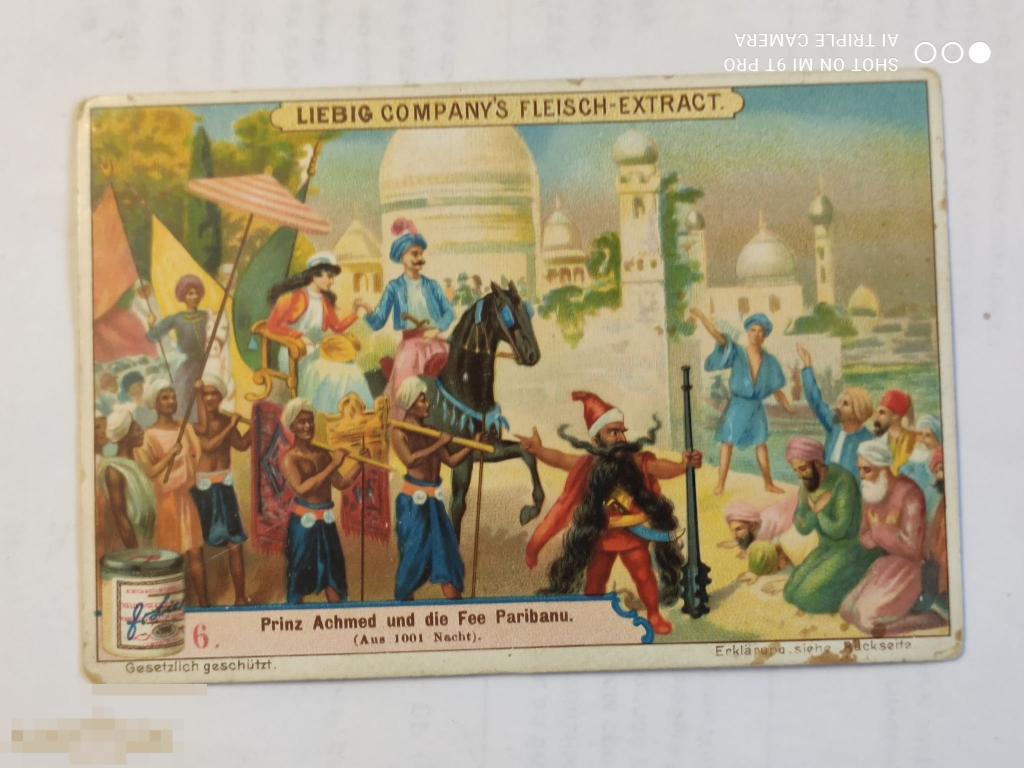 SHOT ON MI 9T PRO
AI TRIPLE CAMERA
LIEBIG COMPANY'S FLEISCH-EXTRACT.
6.
Prinz Achmed und die Fee Paribanu.
(Aus 1001 Nacht).
Gesetzlich geschützt.
Erklärung siehe Rückseite